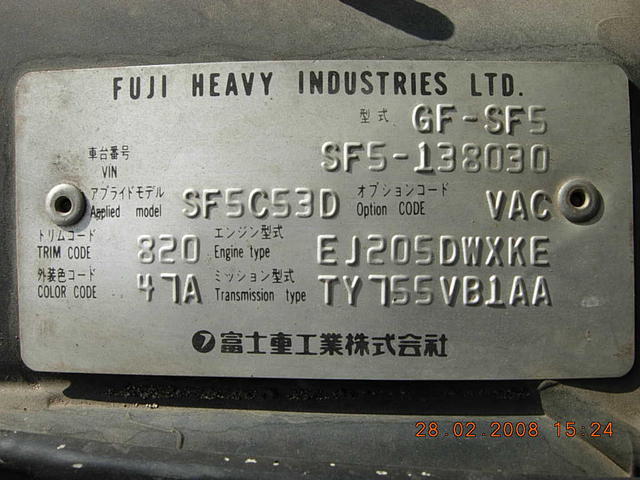 FUJI HEAVY INDUSTRIES LTD.
型式 GF-SF5
車台番号
VIN SF5-138030
アプライドモデル オプションコード
Applied model SF5C53D Option CODE VAC
トリムコード エンジン型式
TRIM CODE 820 Engine type EJ205DWXKE
外装色コード ミッション型式
COLOR CODE 47A Transmission type TY755VB1AA
フ富士重工業株式会社
28.02.2008 15:24